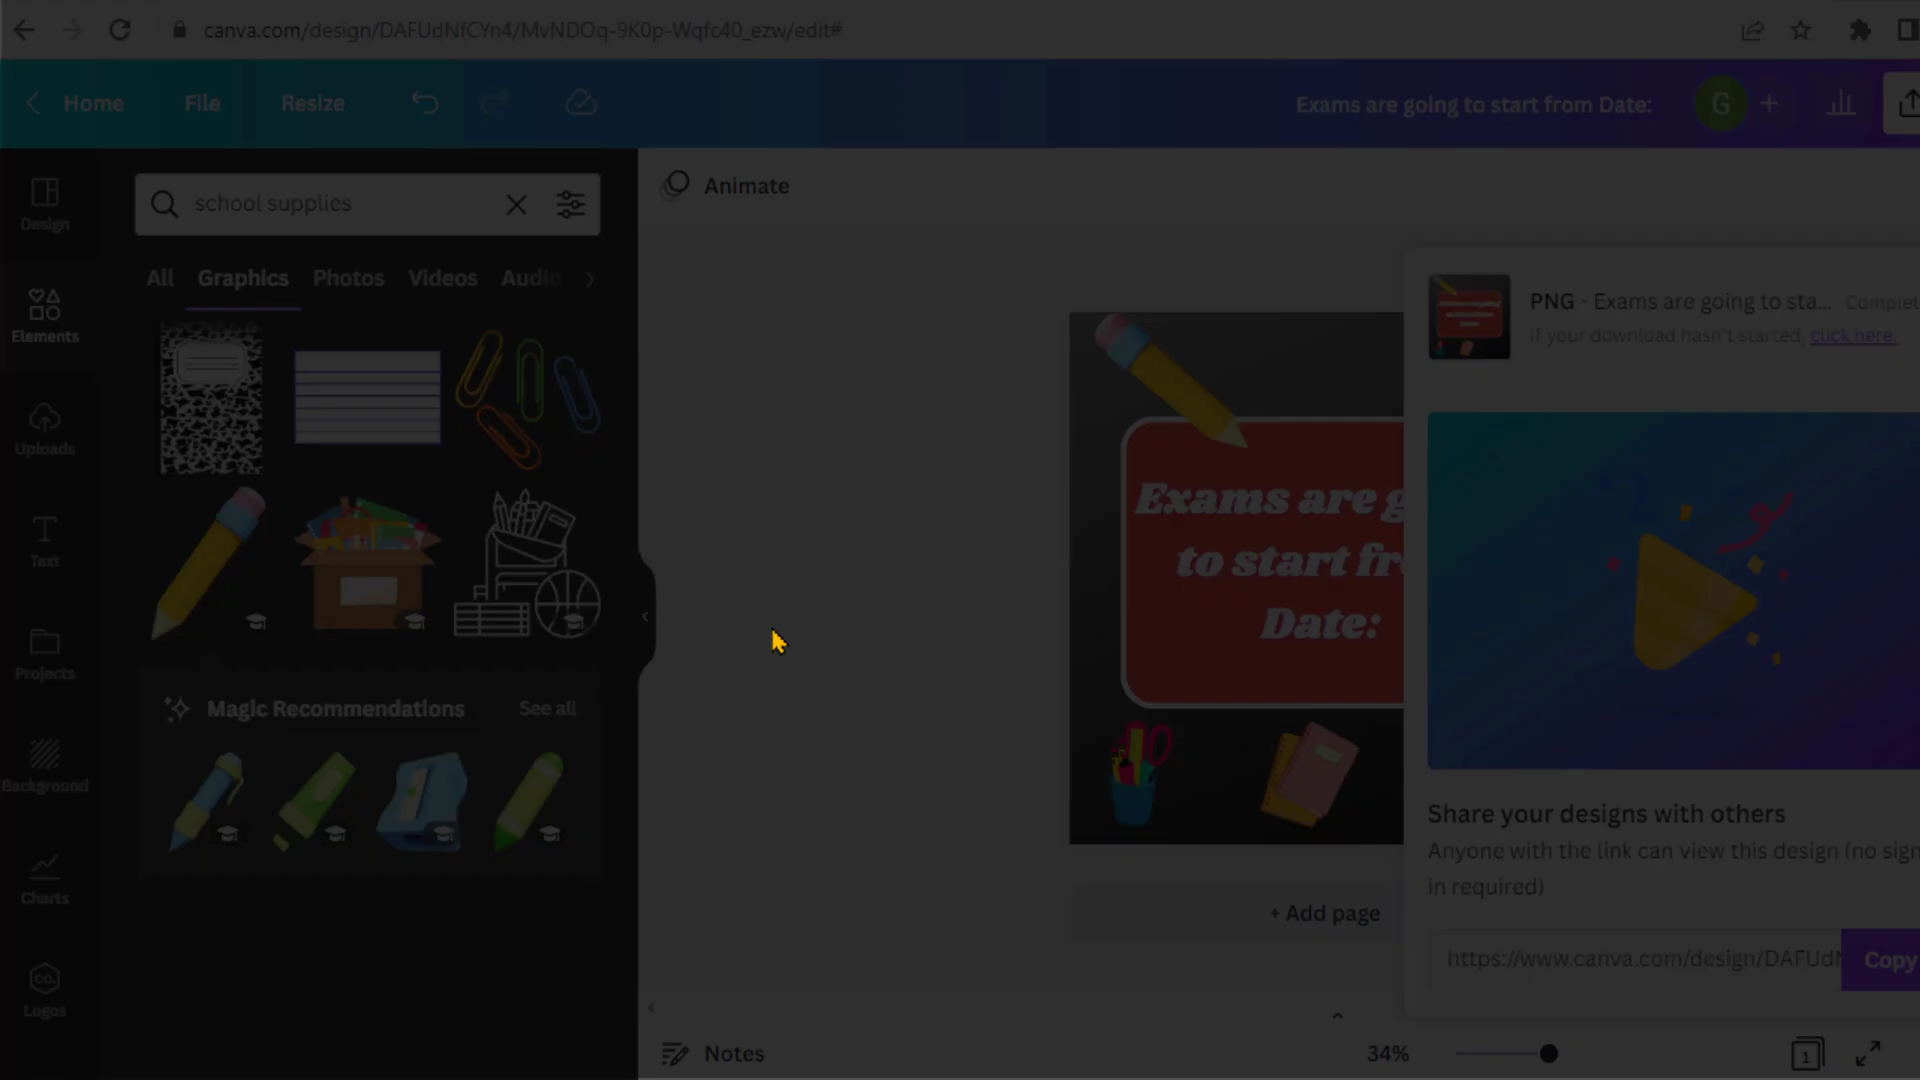 canva.com/design/DAFUdNfCYn4/MvNDOq-9K0p-Wqfc40_ezw/edit#
Home File Resize Exams are going to start from Date: G +
Design
Elements
Uploads
Text
Projects
Background
Charts
CO.
Logos
school supplies
All Graphics Photos Videos Audio
Magic Recommendations See all
Animate
Exams are g
to start fr
Date:
+ Add page
PNG - Exams are going to sta... Complet
If your download hasn't started, click here.
Share your designs with others
Anyone with the link can view this design (no sign
in required)
https://www.canva.com/design/DAFUdN Copy
Notes 34% 1